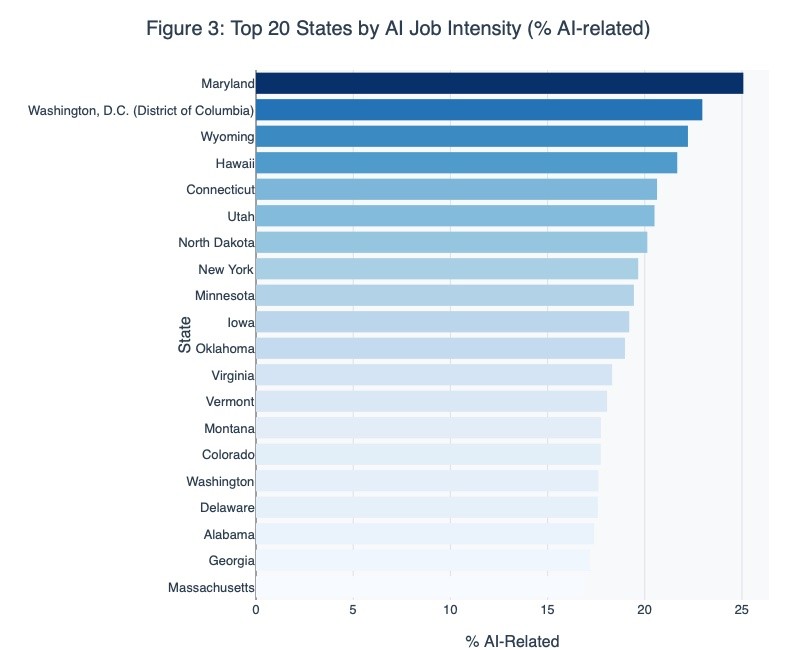 Figure 3: Top 20 States by AI Job Intensity (% AI-related)
Maryland
Washington, D.C. (District of Columbia)
Wyoming
Hawaii
Connecticut
Utah
North Dakota
New York
Minnesota
Iowa
State
Oklahoma
Virginia
Vermont
Montana
Colorado
Washington
Delaware
Alabama
Georgia
Massachusetts
0 5 10 15 20 25
% AI-Related